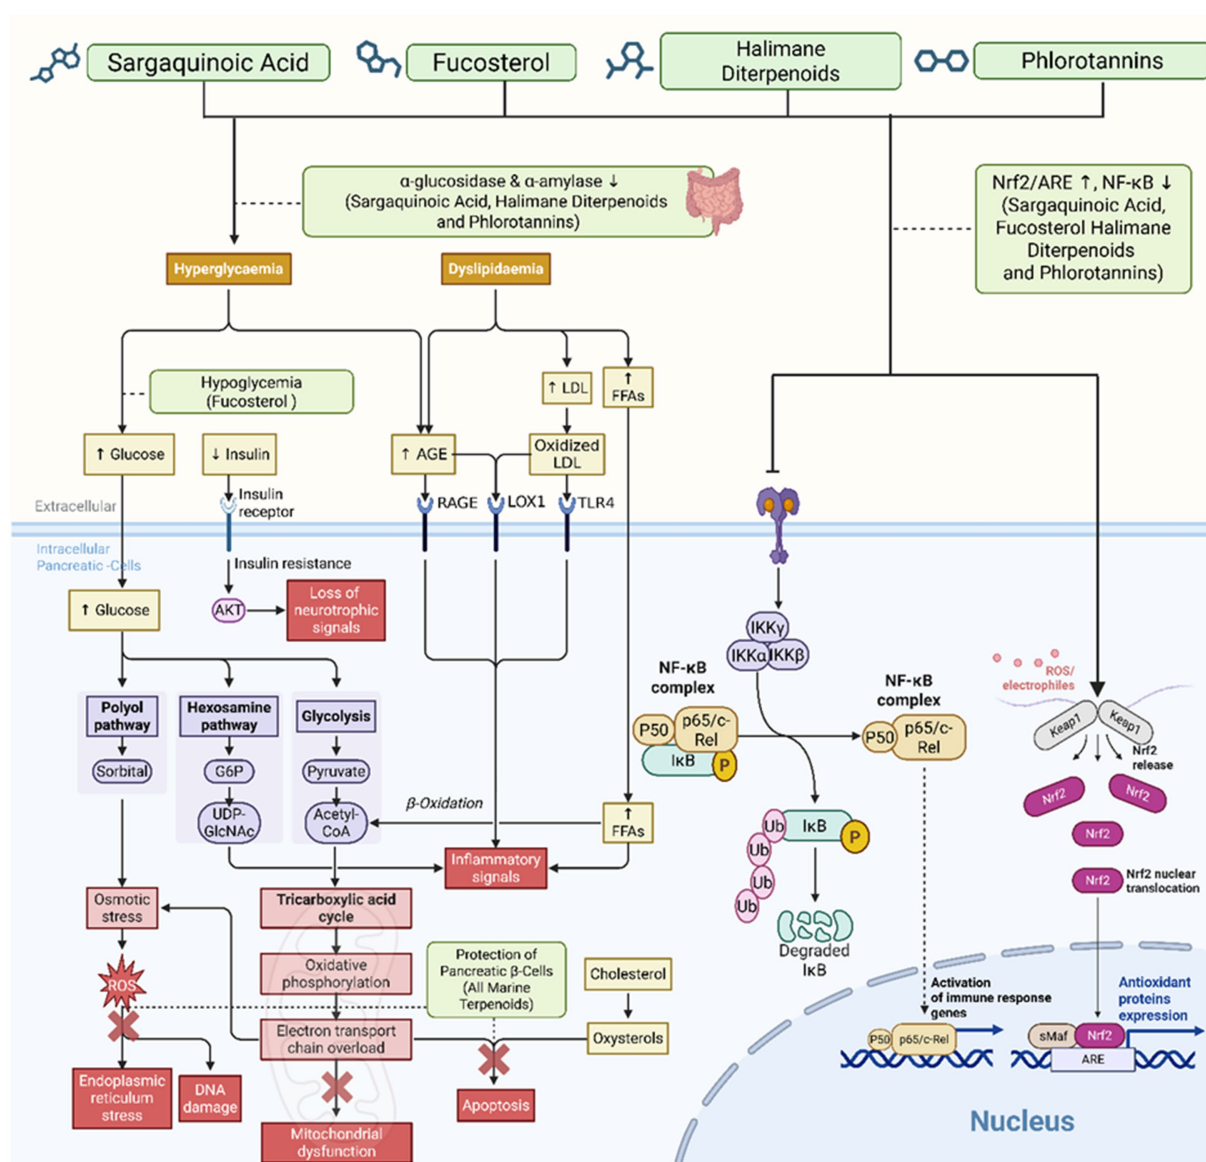 Sargaquinoic Acid
Fucosterol
Halimane
Diterpenoids
Phlorotannins
α-glucosidase & α-amylase ↓
(Sargaquinoic Acid, Halimane Diterpenoids
and Phlorotannins)
Nrf2/ARE ↑, NF-κB ↓
(Sargaquinoic Acid,
Fucosterol Halimane
Diterpenoids
and Phlorotannins)
Hyperglycaemia
Dyslipidaemia
Hypoglycemia
(Fucosterol )
↑ LDL
↑
FFAs
↑ Glucose
↓ Insulin
↑ AGE
Oxidized
LDL
Extracellular
Insulin
receptor
RAGE
LOX1
TLR4
Intracellular
Pancreatic -Cells
Insulin resistance
↑ Glucose
AKT
Loss of
neurotrophic
signals
IKKγ
IKKα
IKKβ
NF-κB
complex
P50
p65/c-
Rel
IκB
P
NF-κB
complex
P50
p65/c-
Rel
ROS/
electrophiles
Keap1
Keap1
Nrf2
release
Nrf2
Nrf2
Nrf2
Nrf2
Nrf2 nuclear
translocation
Polyol
pathway
Hexosamine
pathway
Glycolysis
Sorbital
G6P
Pyruvate
UDP-
GlcNAc
Acetyl-
CoA
β-Oxidation
↑
FFAs
Inflammatory
signals
Ub
Ub
Ub
Ub
IκB
P
Degraded
IκB
Osmotic
stress
Tricarboxylic acid
cycle
ROS
Oxidative
phosphorylation
Protection of
Pancreatic β-Cells
(All Marine
Terpenoids)
Cholesterol
Electron transport
chain overload
Oxysterols
Endoplasmic
reticulum
stress
DNA
damage
Mitochondrial
dysfunction
Apoptosis
Activation
of immune response
genes
P50
p65/c-Rel
Antioxidant
proteins
expression
sMaf
Nrf2
ARE
Nucleus